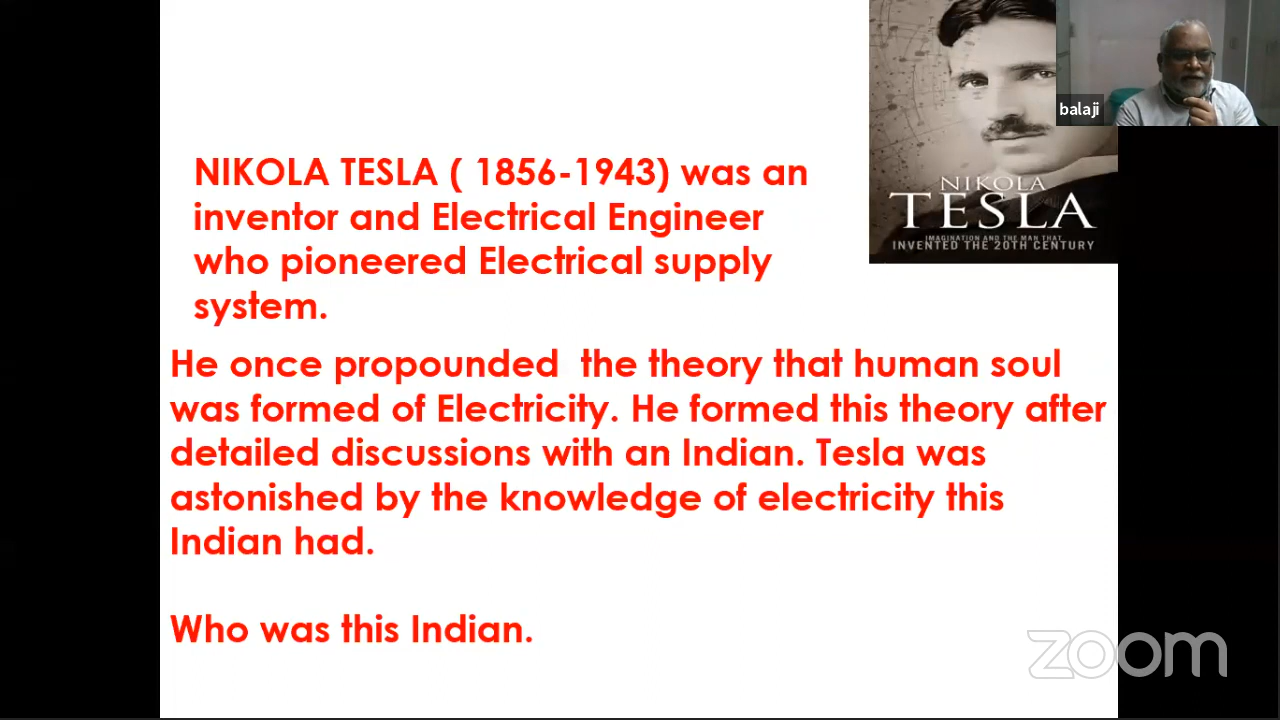 NIKOLA TESLA ( 1856-1943) was an
inventor and Electrical Engineer
who pioneered Electrical supply
system.
NIKOLA
TESLA
IMAGINATION AND THE MAN THAT
INVENTED THE 20TH CENTURY
balaji
He once propounded  the theory that human soul
was formed of Electricity. He formed this theory after
detailed discussions with an Indian. Tesla was
astonished by the knowledge of electricity this
Indian had.
Who was this Indian.
zoom